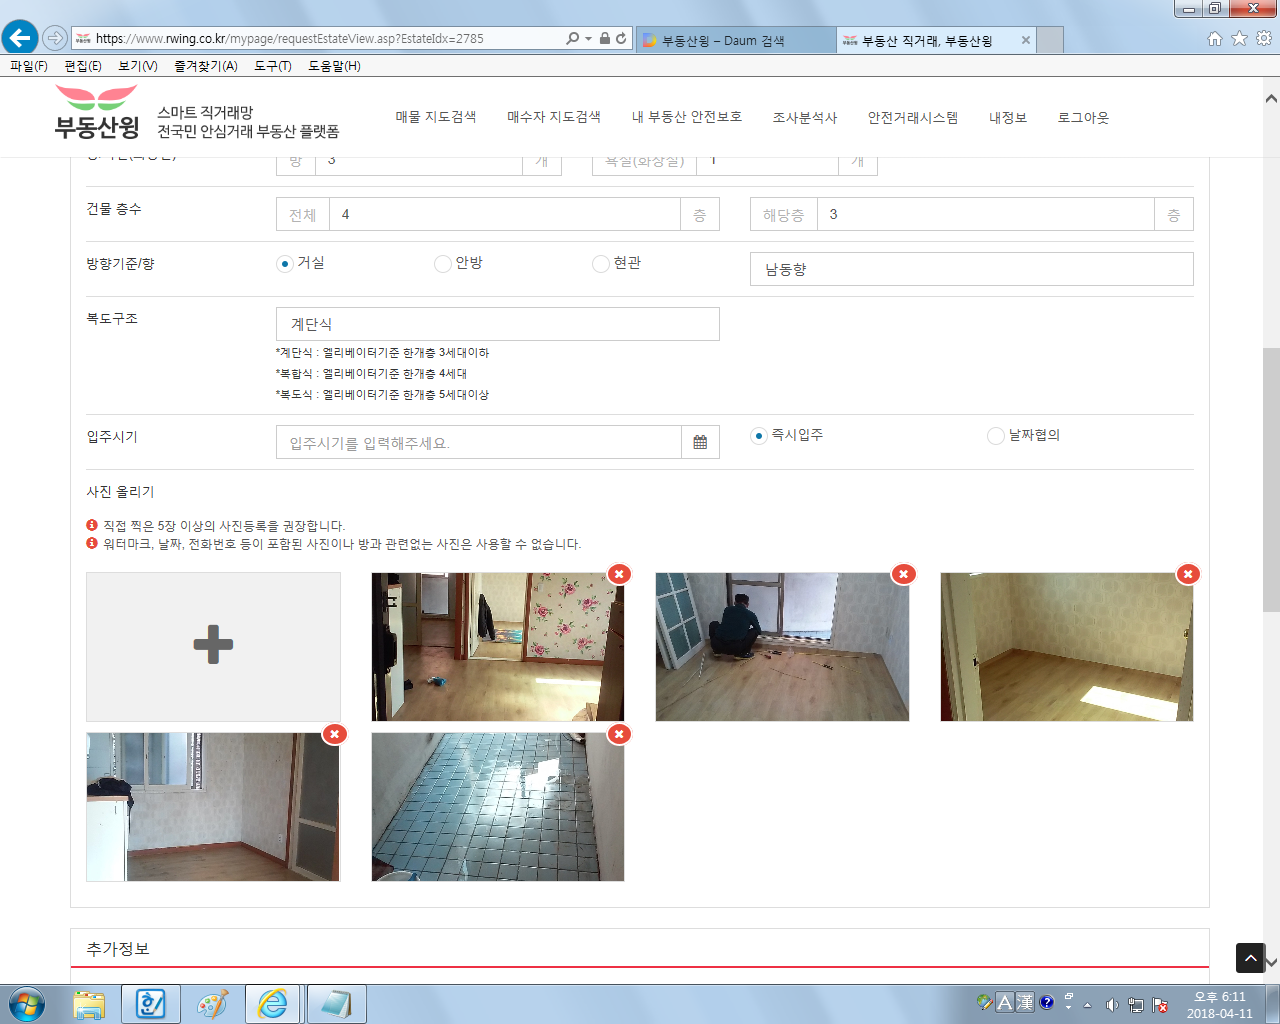 https://www.rwing.co.kr/mypage/requestEstateView.asp?EstateIdx=2785
부동산윙 – Daum 검색
부동산 직거래, 부동산윙
파일(F) 편집(E) 보기(V) 즐겨찾기(A) 도구(T) 도움말(H)
부동산윙
스마트 직거래망
전국민 안심거래 부동산 플랫폼
매물 지도검색 매수자 지도검색 내 부동산 안전보호 조사분석사 안전거래시스템 내정보 로그아웃
방 3 개 욕실(화장실) 1 개
건물 층수 전체 4 층 해당층 3 층
방향기준/향 거실 안방 현관 남동향
복도구조 계단식
*계단식 : 엘리베이터기준 한개층 3세대이하
*복합식 : 엘리베이터기준 한개층 4세대
*복도식 : 엘리베이터기준 한개층 5세대이상
입주시기 입주시기를 입력해주세요. 즉시입주 날짜협의
사진 올리기
직접 찍은 5장 이상의 사진등록을 권장합니다.
워터마크, 날짜, 전화번호 등이 포함된 사진이나 방과 관련없는 사진은 사용할 수 없습니다.
추가정보
A 漢
오후 6:11
2018-04-11